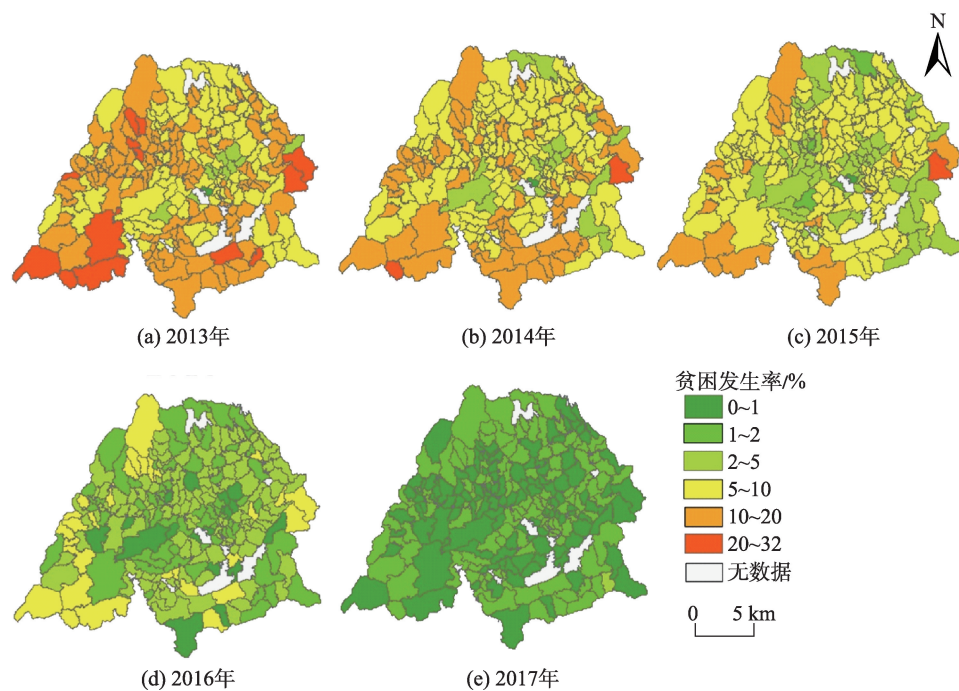 N
(a) 2013年
(b) 2014年
(c) 2015年
贫困发生率/%
0~1
1~2
2~5
5~10
10~20
20~32
无数据
0 5 km
(d) 2016年
(e) 2017年